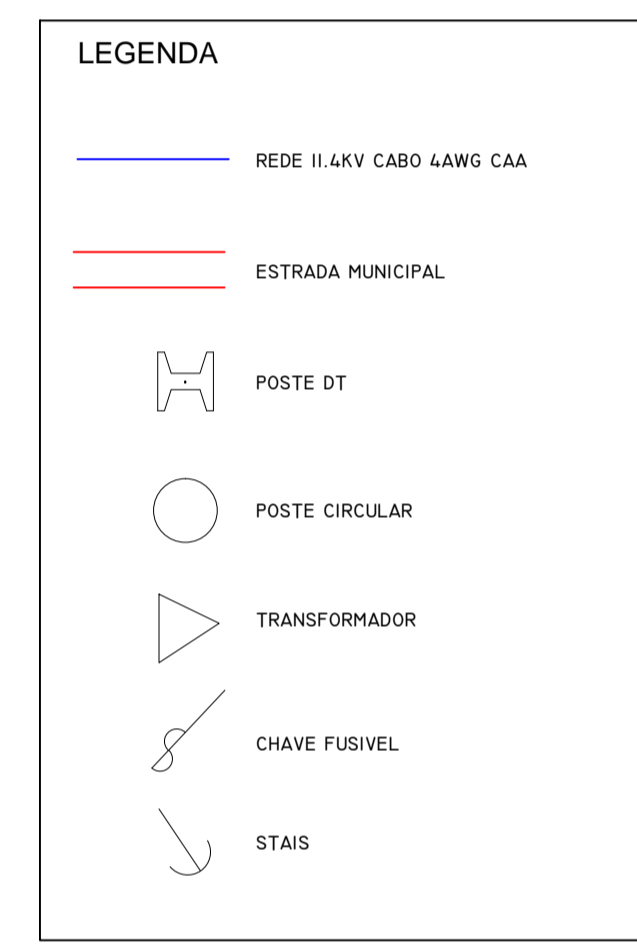 LEGENDA
REDE 11.4KV CABO 4AWG CAA
ESTRADA MUNICIPAL
POSTE DT
POSTE CIRCULAR
TRANSFORMADOR
CHAVE FUSIVEL
STAIS